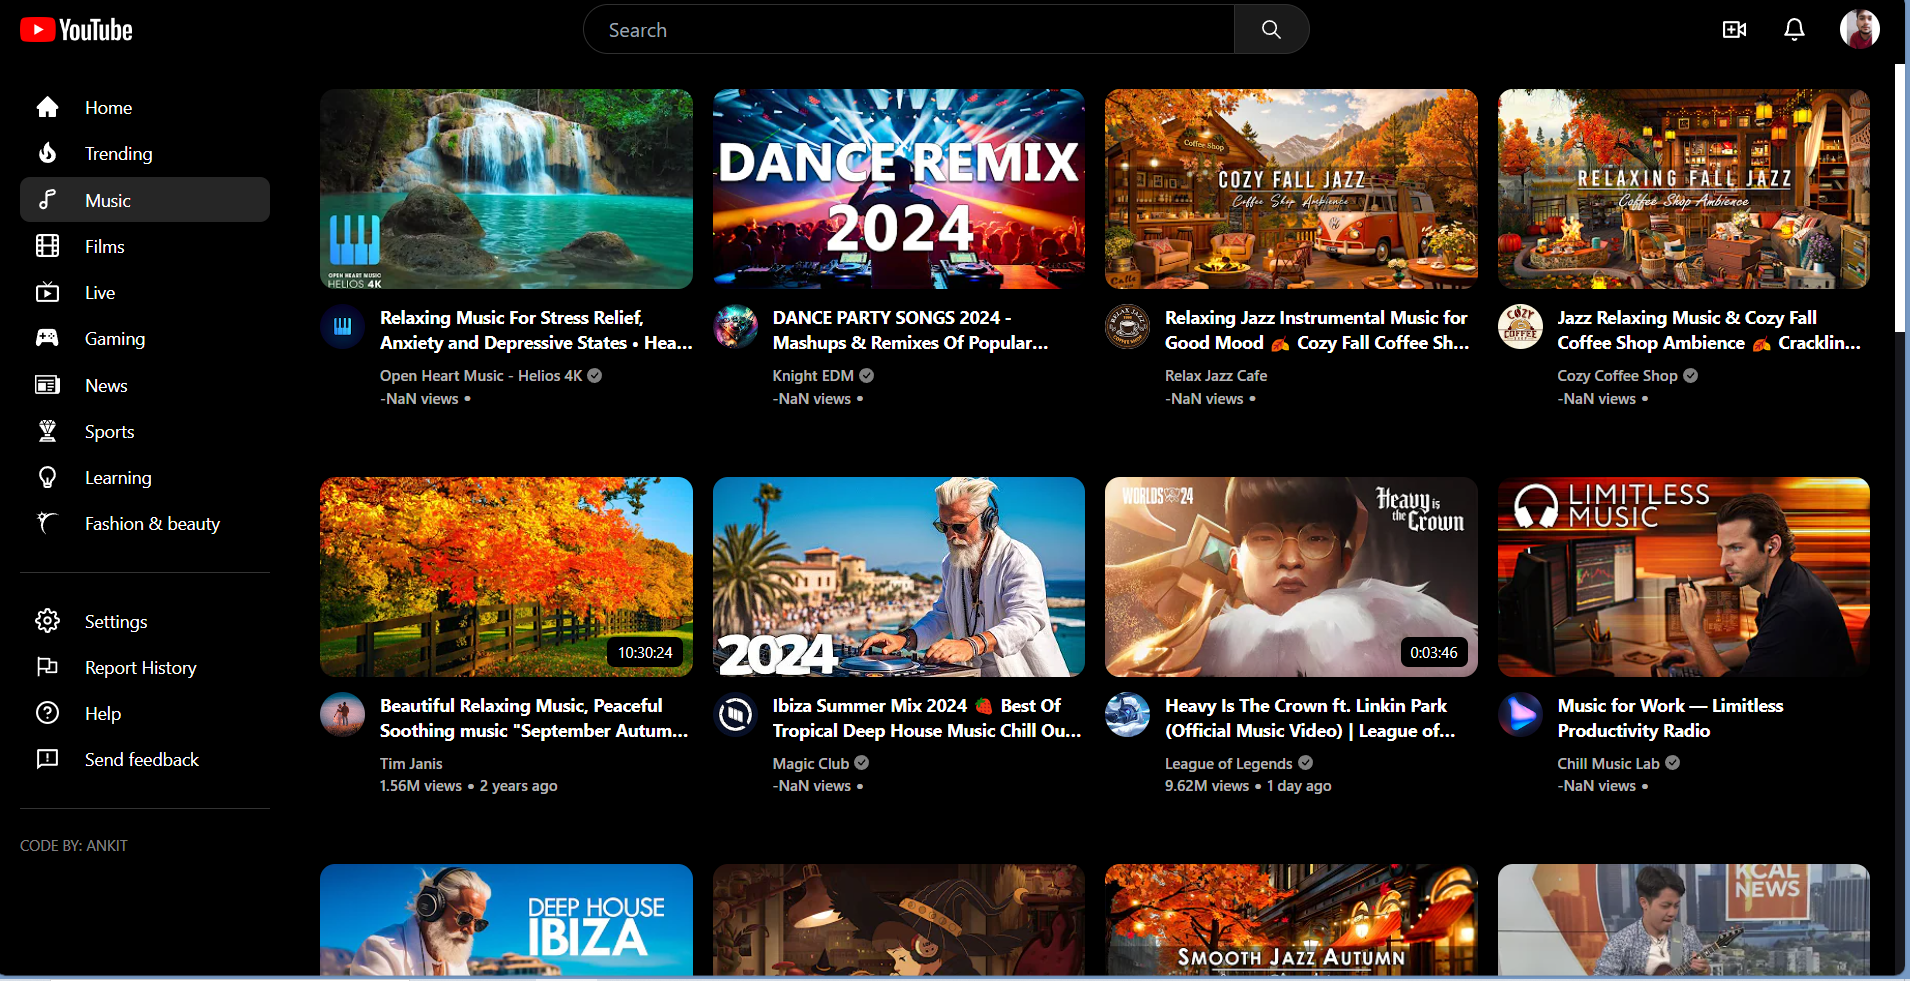 YouTube
Search
Home
Trending
Music
Films
Live
Gaming
News
Sports
Learning
Fashion & beauty
Settings
Report History
Help
Send feedback
CODE BY: ANKIT
OPEN HEART MUSIC
HELIOS 4K
Relaxing Music For Stress Relief,
Anxiety and Depressive States • Hea...
Open Heart Music - Helios 4K
-NaN views •
DANCE REMIX
2024
DANCE PARTY SONGS 2024 -
Mashups & Remixes Of Popular...
Knight EDM
-NaN views •
Coffee Shop
COZY FALL JAZZ
Coffee Shop Ambience
Relaxing Jazz Instrumental Music for
Good Mood 🍂 Cozy Fall Coffee Sh...
Relax Jazz Cafe
-NaN views •
RELAXING FALL JAZZ
Coffee Shop Ambience
COZY
COFFEE
Jazz Relaxing Music & Cozy Fall
Coffee Shop Ambience 🍂 Cracklin...
Cozy Coffee Shop
-NaN views •
10:30:24
Beautiful Relaxing Music, Peaceful
Soothing music "September Autum...
Tim Janis
1.56M views • 2 years ago
2024
Ibiza Summer Mix 2024 🍓 Best Of
Tropical Deep House Music Chill Ou...
Magic Club
-NaN views •
WORLDS 24
Heavy is
the Crown
0:03:46
Heavy Is The Crown ft. Linkin Park
(Official Music Video) | League of...
League of Legends
9.62M views • 1 day ago
LIMITLESS
MUSIC
Music for Work — Limitless
Productivity Radio
Chill Music Lab
-NaN views •
DEEP HOUSE
IBIZA
SMOOTH JAZZ AUTUMN
KCAL
NEWS